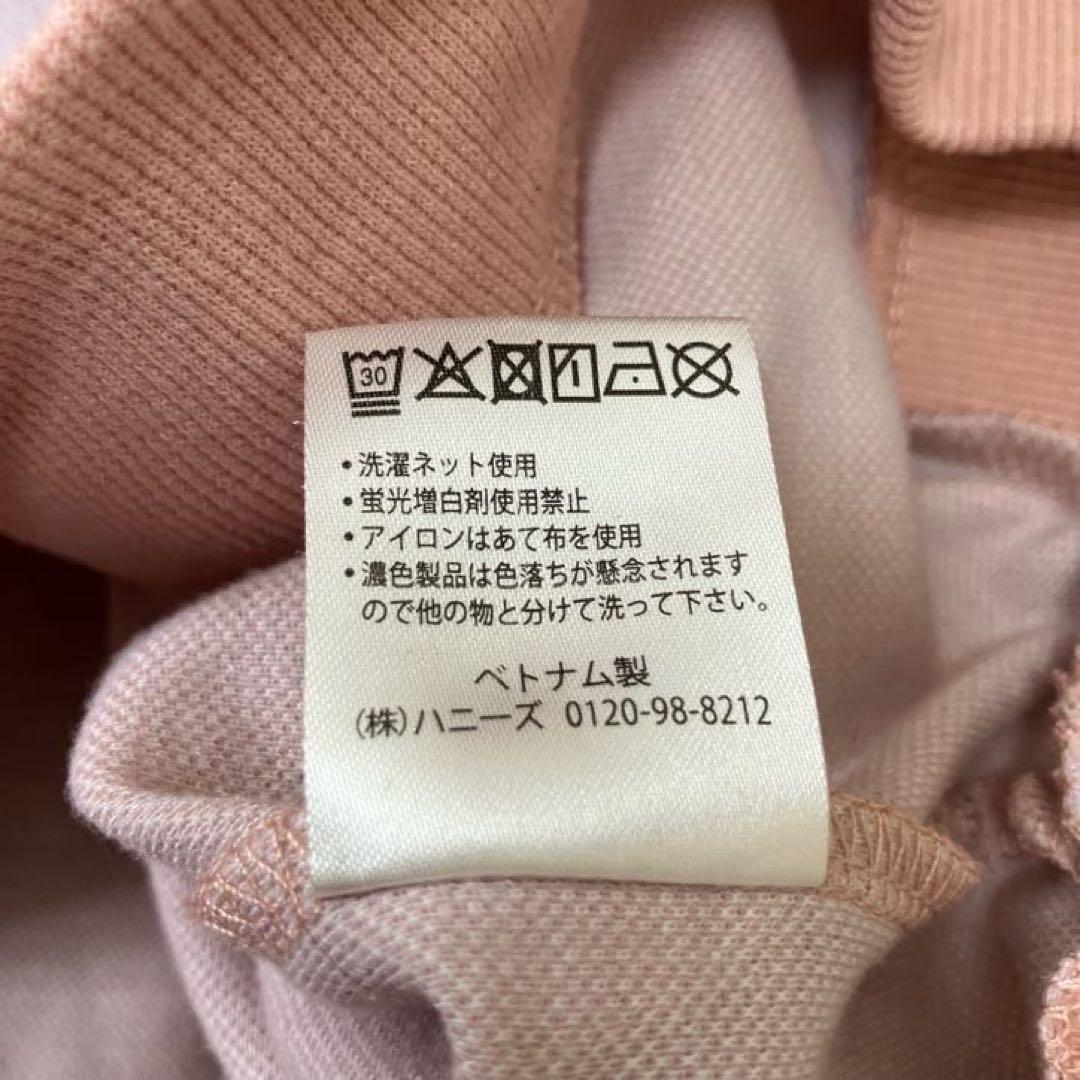 30
•洗濯ネット使用
•蛍光増白剤使用禁止
•アイロンはあて布を使用
•濃色製品は色落ちが懸念されます
ので他の物と分けて洗って下さい。
ベトナム製
(株)ハニーズ 0120-98-8212